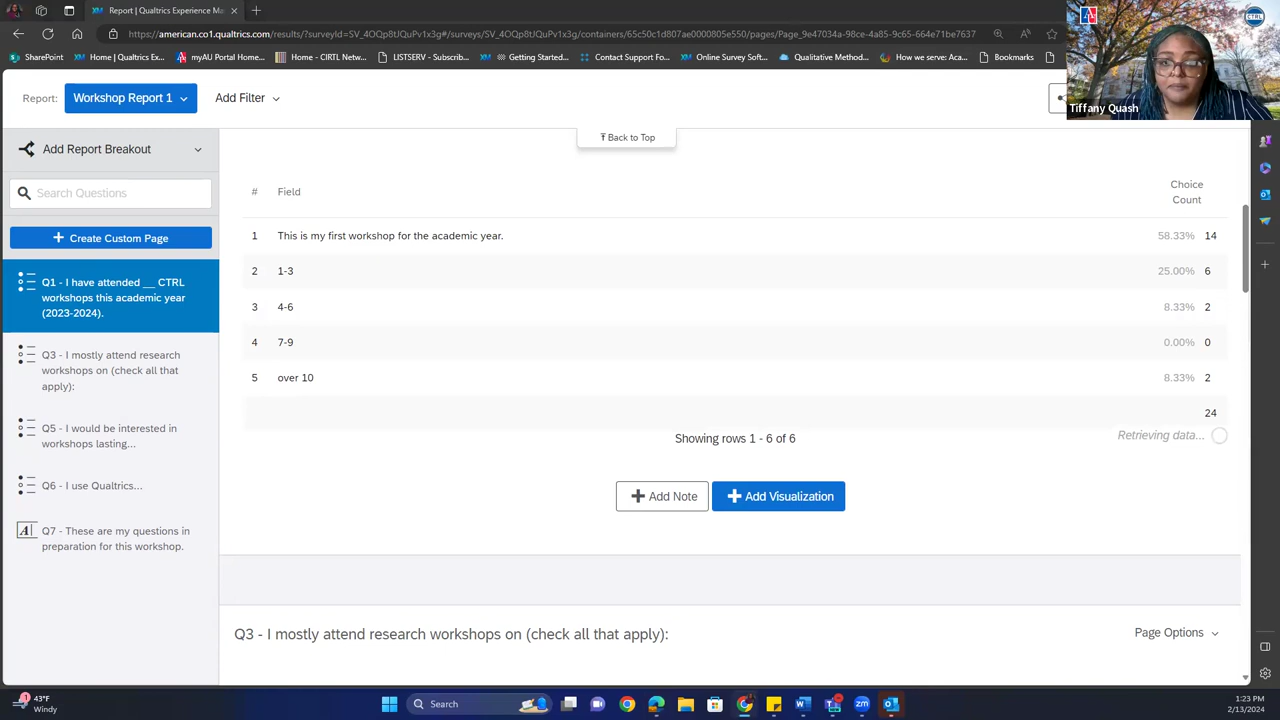 Report | Qualtrics Experience Ma
https://american.co1.qualtrics.com/results/?surveyId=SV_4OCp8tJQuPv1x3g#/surveys/SV_4OCp8tJQuPv1x3g/containers/65c50c1d807ae0000805e550/pages/Page_9e47034a-98ce-4a85-9c65-664e71be7637
SharePoint
Home | Qualtrics Ex...
myAU Portal Home...
Home - CIRTL Netw...
LISTSERV - Subscrib...
Getting Started...
Contact Support Fo...
Online Survey Softw...
Qualitative Method...
How we serve: Aca...
Bookmarks
CTRL
Tiffany Quash
Report:
Workshop Report 1
Add Filter
Back to Top
Add Report Breakout
Search Questions
Create Custom Page
Q1 - I have attended __ CTRL
workshops this academic year
(2023-2024).
Q3 - I mostly attend research
workshops on (check all that
apply):
Q5 - I would be interested in
workshops lasting...
Q6 - I use Qualtrics...
A Q7 - These are my questions in
preparation for this workshop.
# Field Choice
Count
1 This is my first workshop for the academic year. 58.33% 14
2 1-3 25.00% 6
3 4-6 8.33% 2
4 7-9 0.00% 0
5 over 10 8.33% 2
24
Showing rows 1 - 6 of 6
Retrieving data...
Add Note
Add Visualization
Q3 - I mostly attend research workshops on (check all that apply):
Page Options
1
43°F
Windy
Search
zm
1:23 PM
2/13/2024